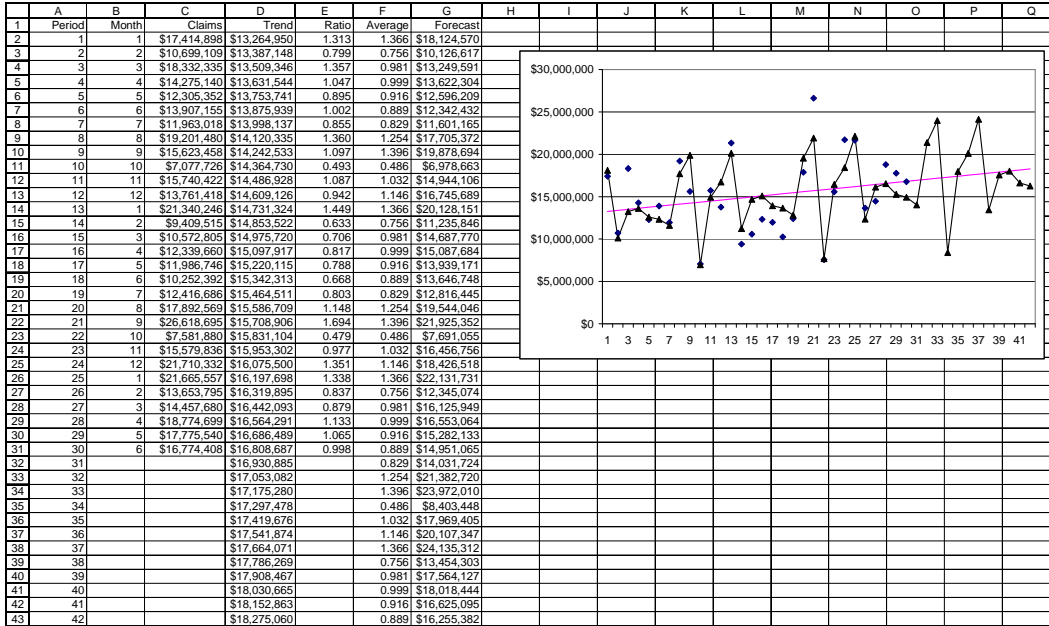 A B C D E F G H I J K L M N O P Q
1 Period Month Claims Trend Ratio Average Forecast
2 1 1 $17,414,898 $13,264,950 1.313 1.366 $18,124,570
3 2 2 $10,699,109 $13,387,148 0.799 0.756 $10,126,617
4 3 3 $18,332,335 $13,509,346 1.357 0.981 $13,249,591
5 4 4 $14,275,140 $13,631,544 1.047 0.999 $13,622,304
6 5 5 $12,305,352 $13,753,741 0.895 0.916 $12,596,209
7 6 6 $13,907,155 $13,875,939 1.002 0.889 $12,342,432
8 7 7 $11,963,018 $13,998,137 0.855 0.829 $11,601,165
9 8 8 $19,201,480 $14,120,335 1.360 1.254 $17,705,372
10 9 9 $15,623,458 $14,242,533 1.097 1.396 $19,878,694
11 10 10 $7,077,726 $14,364,730 0.493 0.486 $6,978,663
12 11 11 $15,740,422 $14,486,928 1.087 1.032 $14,944,106
13 12 12 $13,761,418 $14,609,126 0.942 1.146 $16,745,689
14 13 1 $21,340,246 $14,731,324 1.449 1.366 $20,128,151
15 14 2 $9,409,515 $14,853,522 0.633 0.756 $11,235,846
16 15 3 $10,572,805 $14,975,720 0.706 0.981 $14,687,770
17 16 4 $12,339,660 $15,097,917 0.817 0.999 $15,087,684
18 17 5 $11,986,746 $15,220,115 0.788 0.916 $13,939,171
19 18 6 $10,252,392 $15,342,313 0.668 0.889 $13,646,748
20 19 7 $12,416,686 $15,464,511 0.803 0.829 $12,816,445
21 20 8 $17,892,569 $15,586,709 1.148 1.254 $19,544,046
22 21 9 $26,618,695 $15,708,906 1.694 1.396 $21,925,352
23 22 10 $7,581,880 $15,831,104 0.479 0.486 $7,691,055
24 23 11 $15,579,836 $15,953,302 0.977 1.032 $16,456,756
25 24 12 $21,710,332 $16,075,500 1.351 1.146 $18,426,518
26 25 1 $21,665,557 $16,197,698 1.338 1.366 $22,131,731
27 26 2 $13,653,795 $16,319,895 0.837 0.756 $12,345,074
28 27 3 $14,457,680 $16,442,093 0.879 0.981 $16,125,949
29 28 4 $18,774,699 $16,564,291 1.133 0.999 $16,553,064
30 29 5 $17,775,540 $16,686,489 1.065 0.916 $15,282,133
31 30 6 $16,774,408 $16,808,687 0.998 0.889 $14,951,065
32 31 $16,930,885 0.829 $14,031,724
33 32 $17,053,082 1.254 $21,382,720
34 33 $17,175,280 1.396 $23,972,010
35 34 $17,297,478 0.486 $8,403,448
36 35 $17,419,676 1.032 $17,969,405
37 36 $17,541,874 1.146 $20,107,347
38 37 $17,664,071 1.366 $24,135,312
39 38 $17,786,269 0.756 $13,454,303
40 39 $17,908,467 0.981 $17,564,127
41 40 $18,030,665 0.999 $18,018,444
42 41 $18,152,863 0.916 $16,625,095
43 42 $18,275,060 0.889 $16,255,382
$30,000,000
$25,000,000
$20,000,000
$15,000,000
$10,000,000
$5,000,000
$0
1 3 5 7 9 11 13 15 17 19 21 23 25 27 29 31 33 35 37 39 41